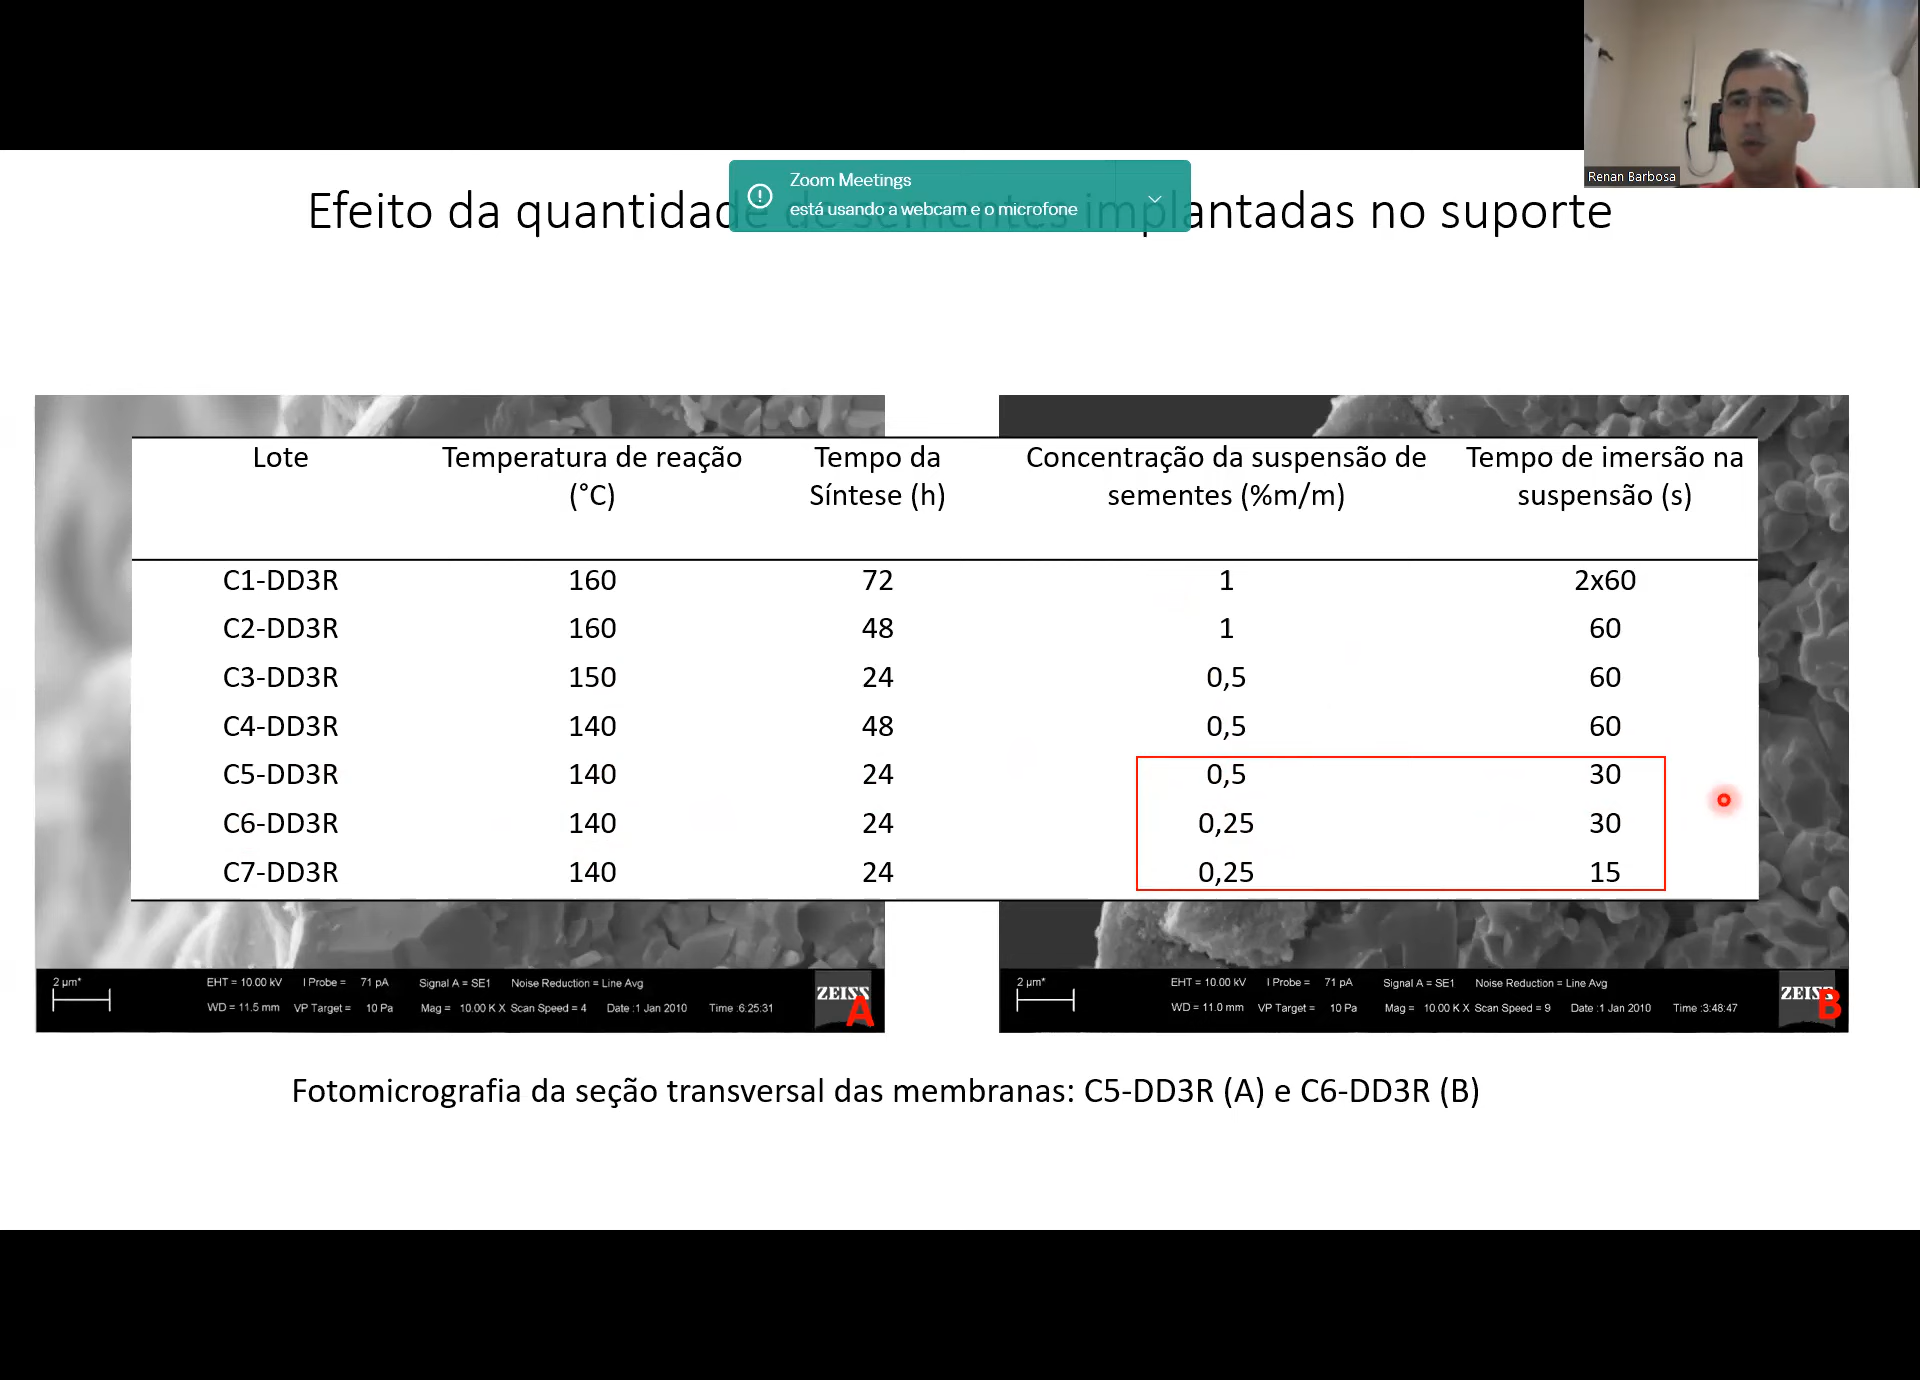 Renan Barbosa
Zoom Meetings
está usando a webcam e o microfone
Efeito da quantidade de sementes implantadas no suporte
Lote Temperatura de reação (°C) Tempo da Síntese (h) Concentração da suspensão de sementes (%m/m) Tempo de imersão na suspensão (s)
C1-DD3R 160 72 1 2x60
C2-DD3R 160 48 1 60
C3-DD3R 150 24 0,5 60
C4-DD3R 140 48 0,5 60
C5-DD3R 140 24 0,5 30
C6-DD3R 140 24 0,25 30
C7-DD3R 140 24 0,25 15
2 µm* EHT = 10.00 kV I Probe = 71 pA Signal A = SE1 Noise Reduction = Line Avg
WD = 11.5 mm VP Target = 10 Pa Mag = 10.00 K X Scan Speed = 4 Date :1 Jan 2010 Time :6:25:31
ZEISS
A
2 µm* EHT = 10.00 kV I Probe = 71 pA Signal A = SE1 Noise Reduction = Line Avg
WD = 11.0 mm VP Target = 10 Pa Mag = 10.00 K X Scan Speed = 9 Date :1 Jan 2010 Time :3:48:47
ZEISS
B
Fotomicrografia da seção transversal das membranas: C5-DD3R (A) e C6-DD3R (B)